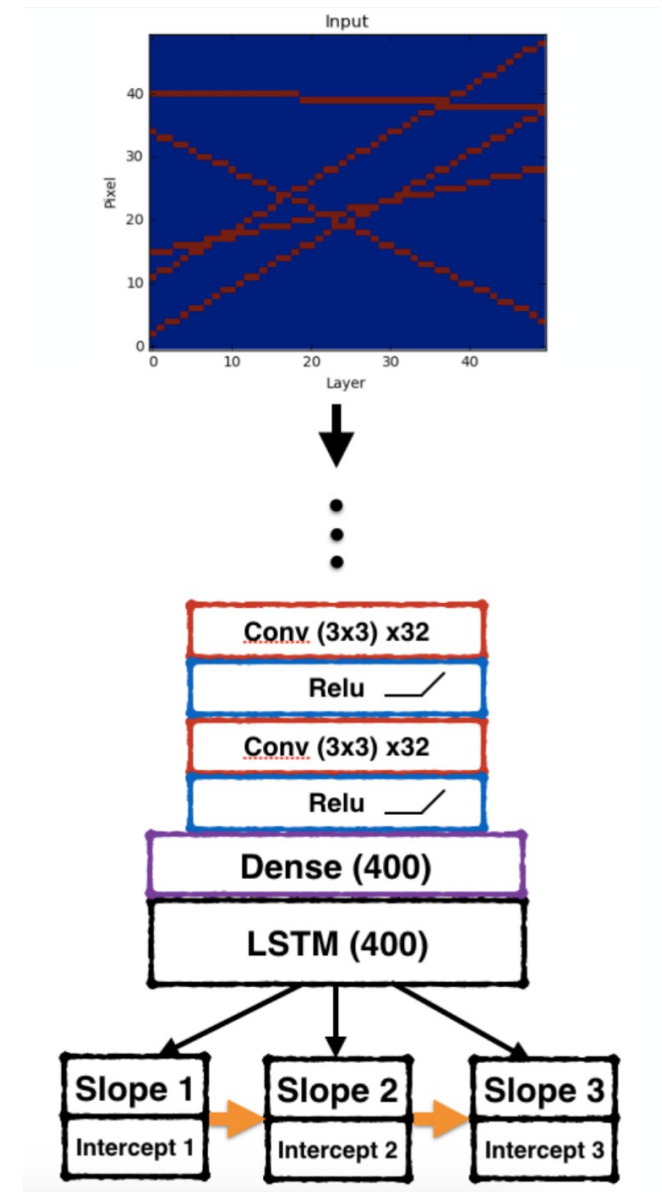 Input
40
30
20
10
0
Pixel
0 10 20 30 40
Layer
Conv (3x3) x32
Relu
Conv (3x3) x32
Relu
Dense (400)
LSTM (400)
Slope 1 Slope 2 Slope 3
Intercept 1 Intercept 2 Intercept 3